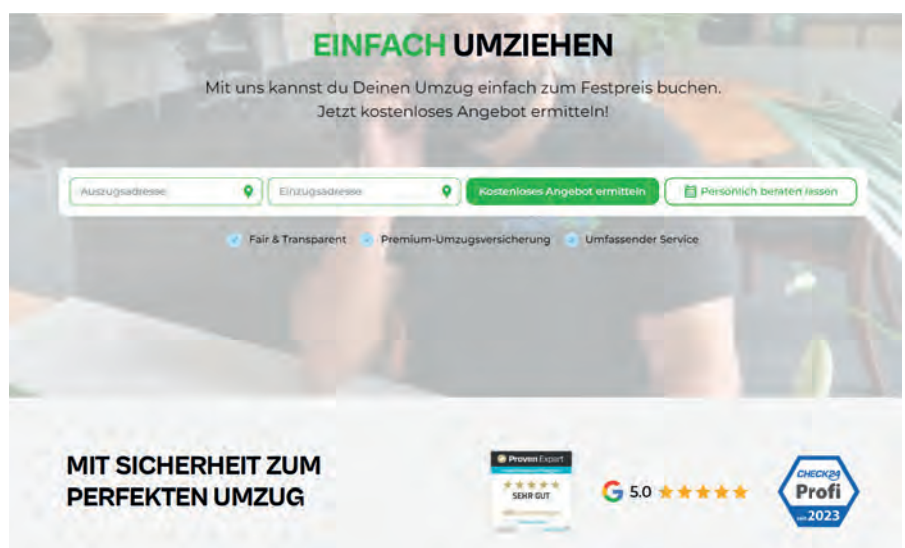 EINFACH UMZIEHEN
Mit uns kannst du Deinen Umzug einfach zum Festpreis buchen.
Jetzt kostenloses Angebot ermitteln!
Auszugsadresse
Einzugsadresse
Kostenloses Angebot ermitteln
Persönlich beraten lassen
Fair & Transparent
Premium-Umzugsversicherung
Umfassender Service
MIT SICHERHEIT ZUM
PERFEKTEN UMZUG
Proven Expert
SEHR GUT
G 5.0
CHECK24
Profi
seit 2023